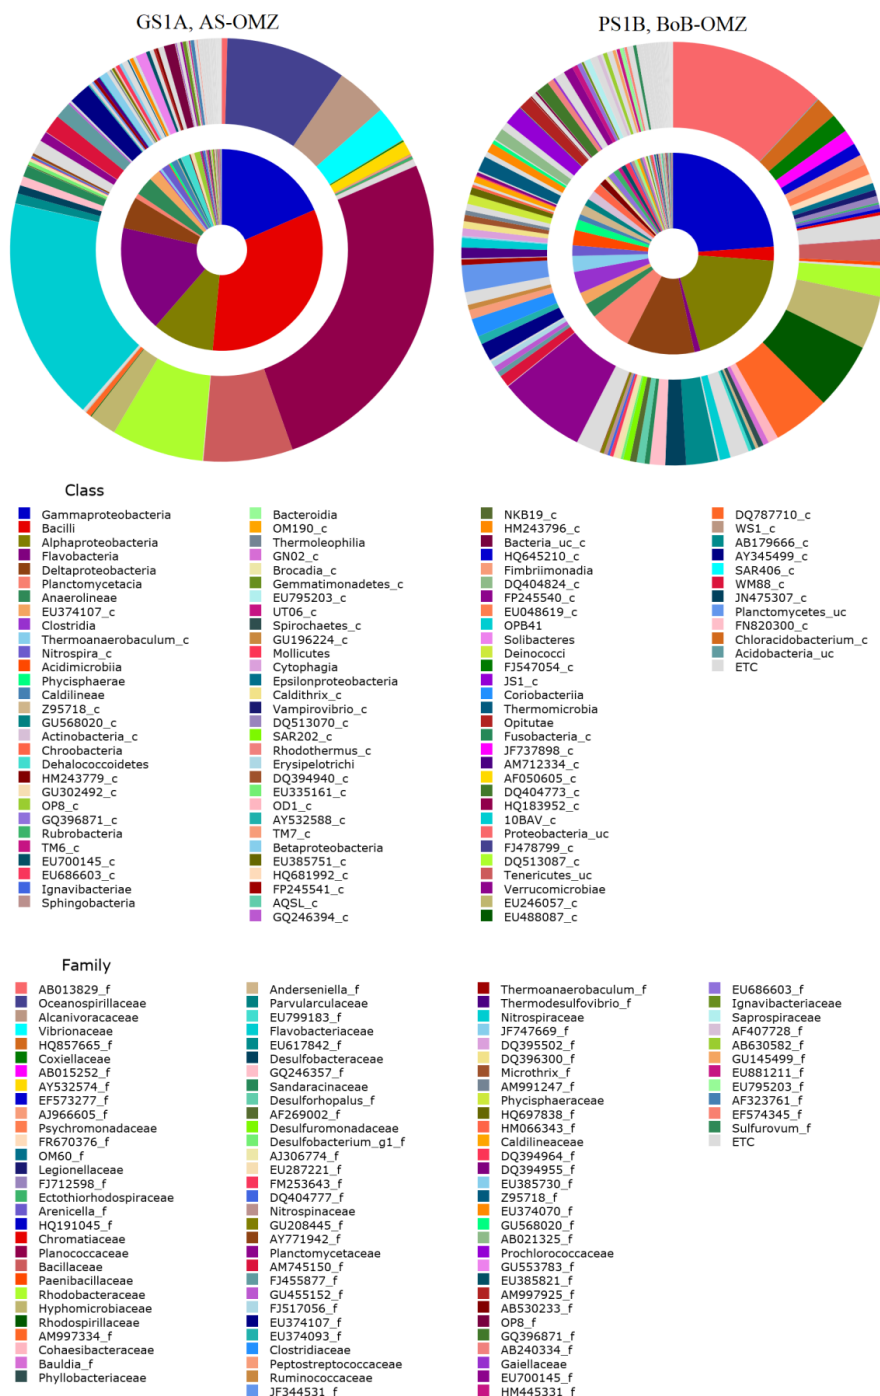 GS1A, AS-OMZ
PS1B, BoB-OMZ
Class
Gammaproteobacteria
Bacilli
Alphaproteobacteria
Flavobacteria
Deltaproteobacteria
Planctomycetacia
Anaerolineae
EU374107_c
Clostridia
Thermoanaerobaculum_c
Nitrospira_c
Acidimicrobiia
Phycisphaerae
Caldilineae
Z95718_c
GU568020_c
Actinobacteria_c
Chroobacteria
Dehalococcoidetes
HM243779_c
GU302492_c
OP8_c
GQ396871_c
Rubrobacteria
TM6_c
EU700145_c
EU686603_c
Ignavibacteriae
Sphingobacteria
Bacteroidia
OM190_c
Thermoleophilia
GN02_c
Brocadia_c
Gemmatimonadetes_c
EU795203_c
UT06_c
Spirochaetes_c
GU196224_c
Mollicutes
Cytophagia
Epsilonproteobacteria
Caldithrix_c
Vampirovibrio_c
DQ513070_c
SAR202_c
Rhodothermus_c
Erysipelotrichi
DQ394940_c
EU335161_c
OD1_c
AY532588_c
TM7_c
Betaproteobacteria
EU385751_c
HQ681992_c
FP245541_c
AQSL_c
GQ246394_c
NKB19_c
HM243796_c
Bacteria_uc_c
HQ645210_c
Fimbriimonadia
DQ404824_c
FP245540_c
EU048619_c
OPB41
Solibacteres
Deinococci
FJ547054_c
JS1_c
Coriobacteriia
Thermomicrobia
Opitutae
Fusobacteria_c
JF737898_c
AM712334_c
AF050605_c
DQ404773_c
HQ183952_c
10BAV_c
Proteobacteria_uc
FJ478799_c
DQ513087_c
Tenericutes_uc
Verrucomicrobiae
EU246057_c
EU488087_c
DQ787710_c
WS1_c
AB179666_c
AY345499_c
SAR406_c
WM88_c
JN475307_c
Planctomycetes_uc
FN820300_c
Chloracidobacterium_c
Acidobacteria_uc
ETC
Family
AB013829_f
Oceanospirillaceae
Alcanivoracaceae
Vibrionaceae
HQ857665_f
Coxiellaceae
AB015252_f
AY532574_f
EF573277_f
AJ966605_f
Psychromonadaceae
FR670376_f
OM60_f
Legionellaceae
FJ712598_f
Ectothiorhodospiraceae
Arenicella_f
HQ191045_f
Chromatiaceae
Planococcaceae
Bacillaceae
Paenibacillaceae
Rhodobacteraceae
Hyphomicrobiaceae
Rhodospirillaceae
AM997334_f
Cohaesibacteraceae
Bauldia_f
Phyllobacteriaceae
Anderseniella_f
Parvularculaceae
EU799183_f
Flavobacteriaceae
EU617842_f
Desulfobacteraceae
GQ246357_f
Sandaracinaceae
Desulforhopalus_f
AF269002_f
Desulfuromonadaceae
Desulfobacterium_g1_f
AJ306774_f
EU287221_f
FM253643_f
DQ404777_f
Nitrospinaceae
GU208445_f
AY771942_f
Planctomycetaceae
AM745150_f
FJ455877_f
GU455152_f
FJ517056_f
EU374107_f
EU374093_f
Clostridiaceae
Peptostreptococcaceae
Ruminococcaceae
JF344531_f
Thermoanaerobaculum_f
Thermodesulfovibrio_f
Nitrospiraceae
JF747669_f
DQ395502_f
DQ396300_f
Microthrix_f
AM991247_f
Phycisphaeraceae
HQ697838_f
HM066343_f
Caldilineaceae
DQ394964_f
DQ394955_f
EU385730_f
Z95718_f
EU374070_f
GU568020_f
AB021325_f
Prochlorococcaceae
GU553783_f
EU385821_f
AM997925_f
AB530233_f
OP8_f
GQ396871_f
AB240334_f
Gaiellaceae
EU700145_f
HM445331_f
EU686603_f
Ignavibacteriaceae
Saprospiraceae
AF407728_f
AB630582_f
GU145499_f
EU881211_f
EU795203_f
AF323761_f
EF574345_f
Sulfurovum_f
ETC